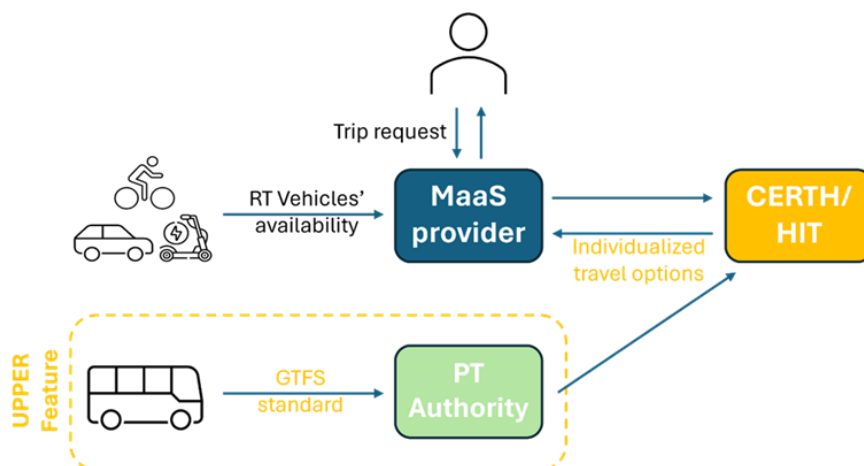 Trip request
RT Vehicles’
availability
MaaS
provider
CERTH/
HIT
Individualized
travel options
UPPER
Feature
GTFS
standard
PT
Authority